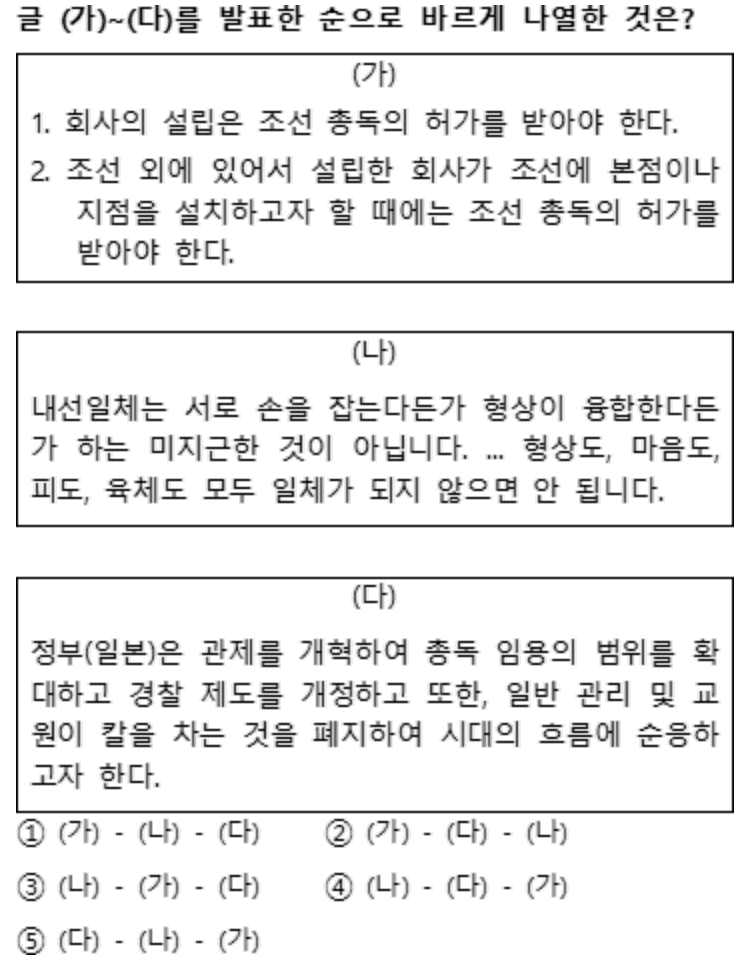 글 (가)~(다)를 발표한 순으로 바르게 나열한 것은?
(가)
1. 회사의 설립은 조선 총독의 허가를 받아야 한다.
2. 조선 외에 있어서 설립한 회사가 조선에 본점이나
지점을 설치하고자 할 때에는 조선 총독의 허가를
받아야 한다.
(나)
내선일체는 서로 손을 잡는다든가 형상이 융합한다든
가 하는 미지근한 것이 아닙니다. ... 형상도, 마음도,
피도, 육체도 모두 일체가 되지 않으면 안 됩니다.
(다)
정부(일본)은 관제를 개혁하여 총독 임용의 범위를 확
대하고 경찰 제도를 개정하고 또한, 일반 관리 및 교
원이 칼을 차는 것을 폐지하여 시대의 흐름에 순응하
고자 한다.
① (가) - (나) - (다) ② (가) - (다) - (나)
③ (나) - (가) - (다) ④ (나) - (다) - (가)
⑤ (다) - (나) - (가)